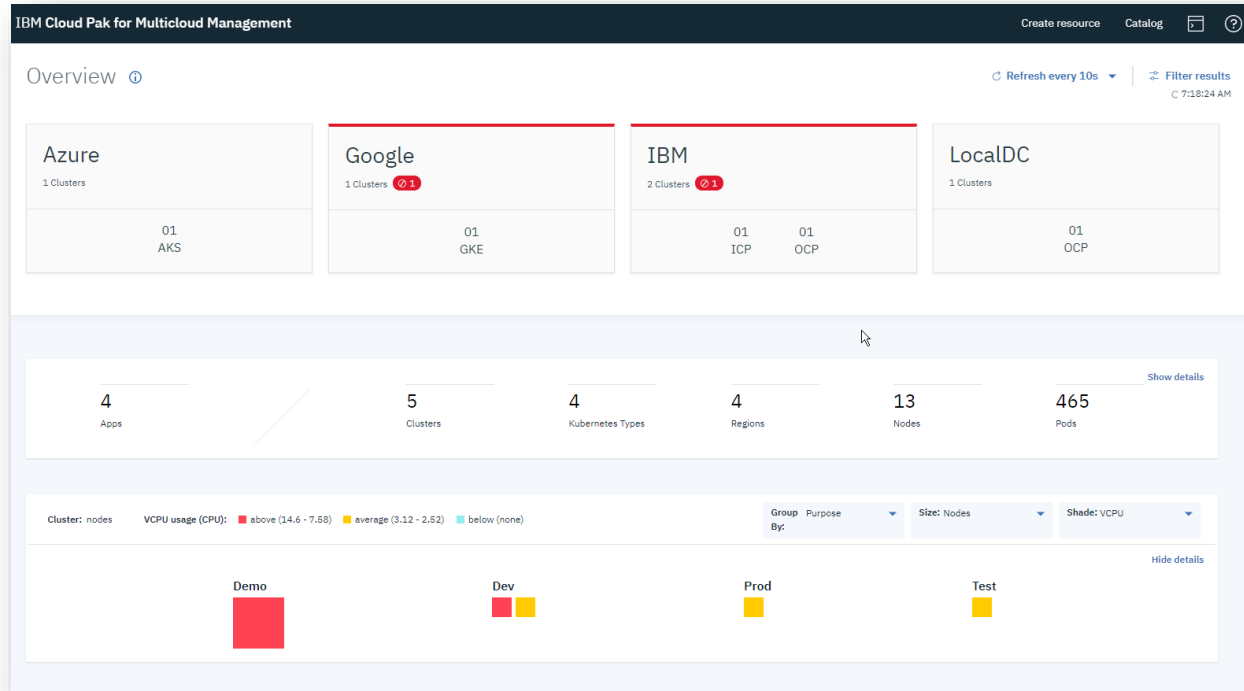 IBM Cloud Pak for Multicloud Management
Create resource
Catalog
Overview
Refresh every 10s
Filter results
7:18:24 AM
Azure
1 Clusters
01
AKS
Google
1 Clusters
1
01
GKE
IBM
2 Clusters
1
01
ICP
01
OCP
LocalDC
1 Clusters
01
OCP
Show details
4
Apps
5
Clusters
4
Kubernetes Types
4
Regions
13
Nodes
465
Pods
Cluster: nodes
VCPU usage (CPU):
above (14.6 - 7.58)
average (3.12 - 2.52)
below (none)
Group By: Purpose
Size: Nodes
Shade: VCPU
Hide details
Demo
Dev
Prod
Test